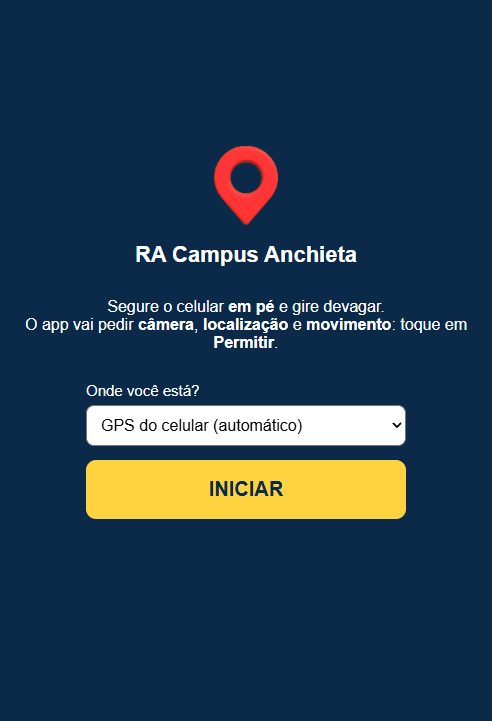 RA Campus Anchieta
Segure o celular em pé e gire devagar.
O app vai pedir câmera, localização e movimento: toque em
Permitir.
Onde você está?
GPS do celular (automático)
INICIAR